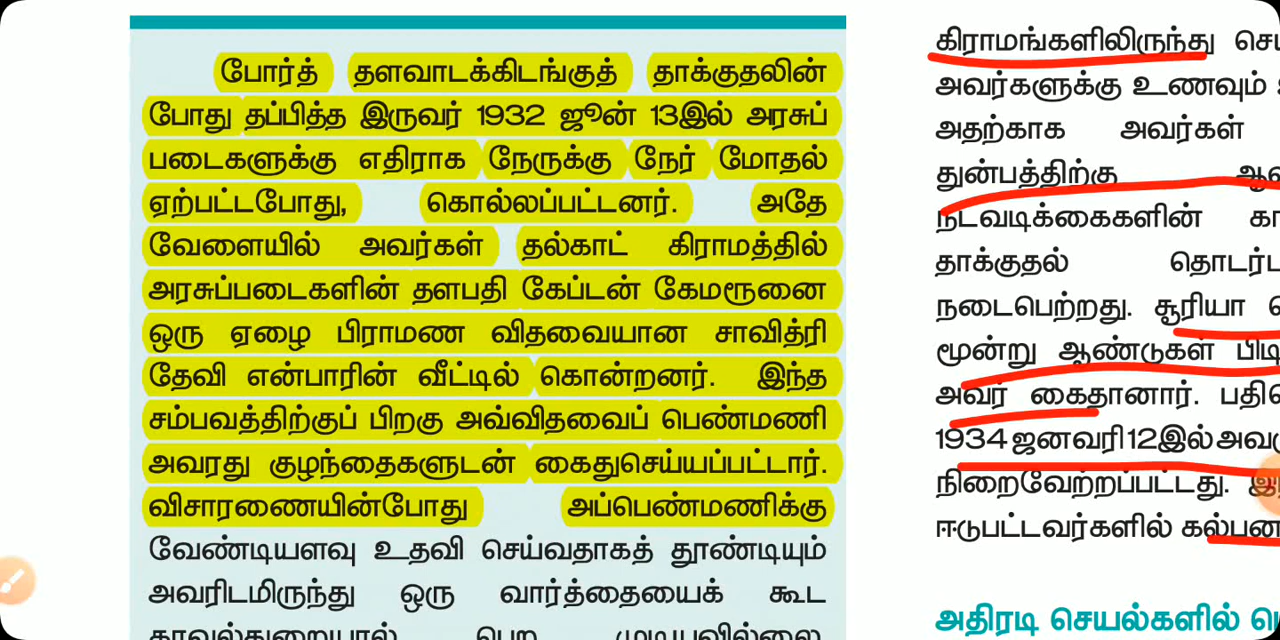 போர்த் தளவாடக்கிடங்குத் தாக்குதலின்
போது தப்பித்த இருவர் 1932 ஜூன் 13இல் அரசுப்
படைகளுக்கு எதிராக நேருக்கு நேர் மோதல்
ஏற்பட்டபோது, கொல்லப்பட்டனர். அதே
வேளையில் அவர்கள் தல்காட் கிராமத்தில்
அரசுப்படைகளின் தளபதி கேப்டன் கேமரூனை
ஒரு ஏழை பிராமண விதவையான சாவித்ரி
தேவி என்பாரின் வீட்டில் கொன்றனர். இந்த
சம்பவத்திற்குப் பிறகு அவ்விதவைப் பெண்மணி
அவரது குழந்தைகளுடன் கைதுசெய்யப்பட்டார்.
விசாரணையின்போது அப்பெண்மணிக்கு
வேண்டியளவு உதவி செய்வதாகத் தூண்டியும்
அவரிடமிருந்து ஒரு வார்த்தையைக் கூட
காவல்துறையால் பெற முடியவில்லை.
கிராமங்களிலிருந்து
அவர்களுக்கு உணவும்
அதற்காக அவர்கள்
துன்பத்திற்கு
நடவடிக்கைகளின்
தாக்குதல்
நடைபெற்றது. சூரியா
மூன்று ஆண்டுகள்
அவர் கைதானார்.
1934 ஜனவரி 12இல்
நிறைவேற்றப்பட்டது.
ஈடுபட்டவர்களில்
அதிரடி செயல்களில்